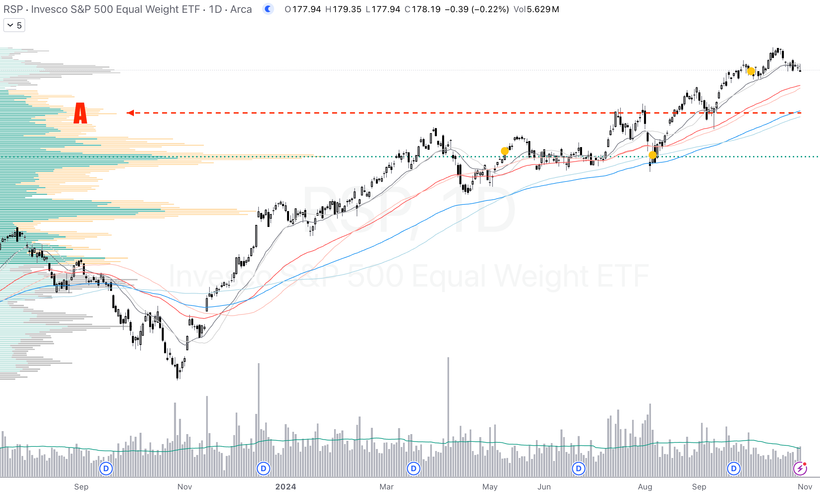 RSP · Invesco S&P 500 Equal Weight ETF · 1D · Arca O177.94 H179.35 L177.94 C178.19 −0.39 (−0.22%) Vol5.629M
5
A
RSP, 1D
Invesco S&P 500 Equal Weight ETF
D D D D D
Sep Nov 2024 Mar May Jun Aug Sep Nov